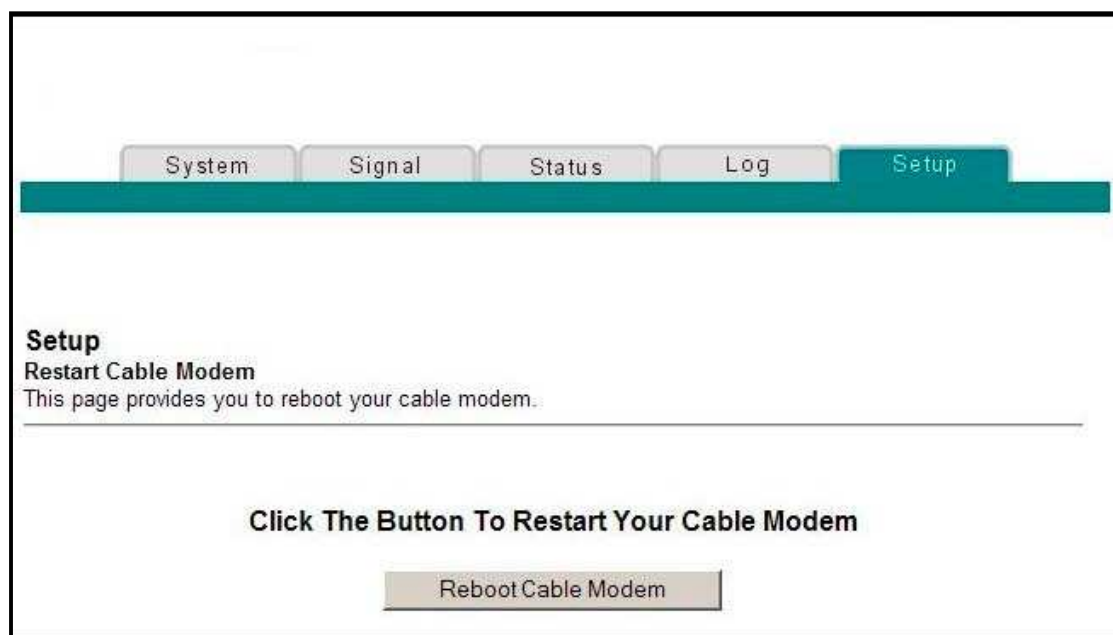 System Signal Status Log Setup
Setup
Restart Cable Modem
This page provides you to reboot your cable modem.
Click The Button To Restart Your Cable Modem
Reboot Cable Modem